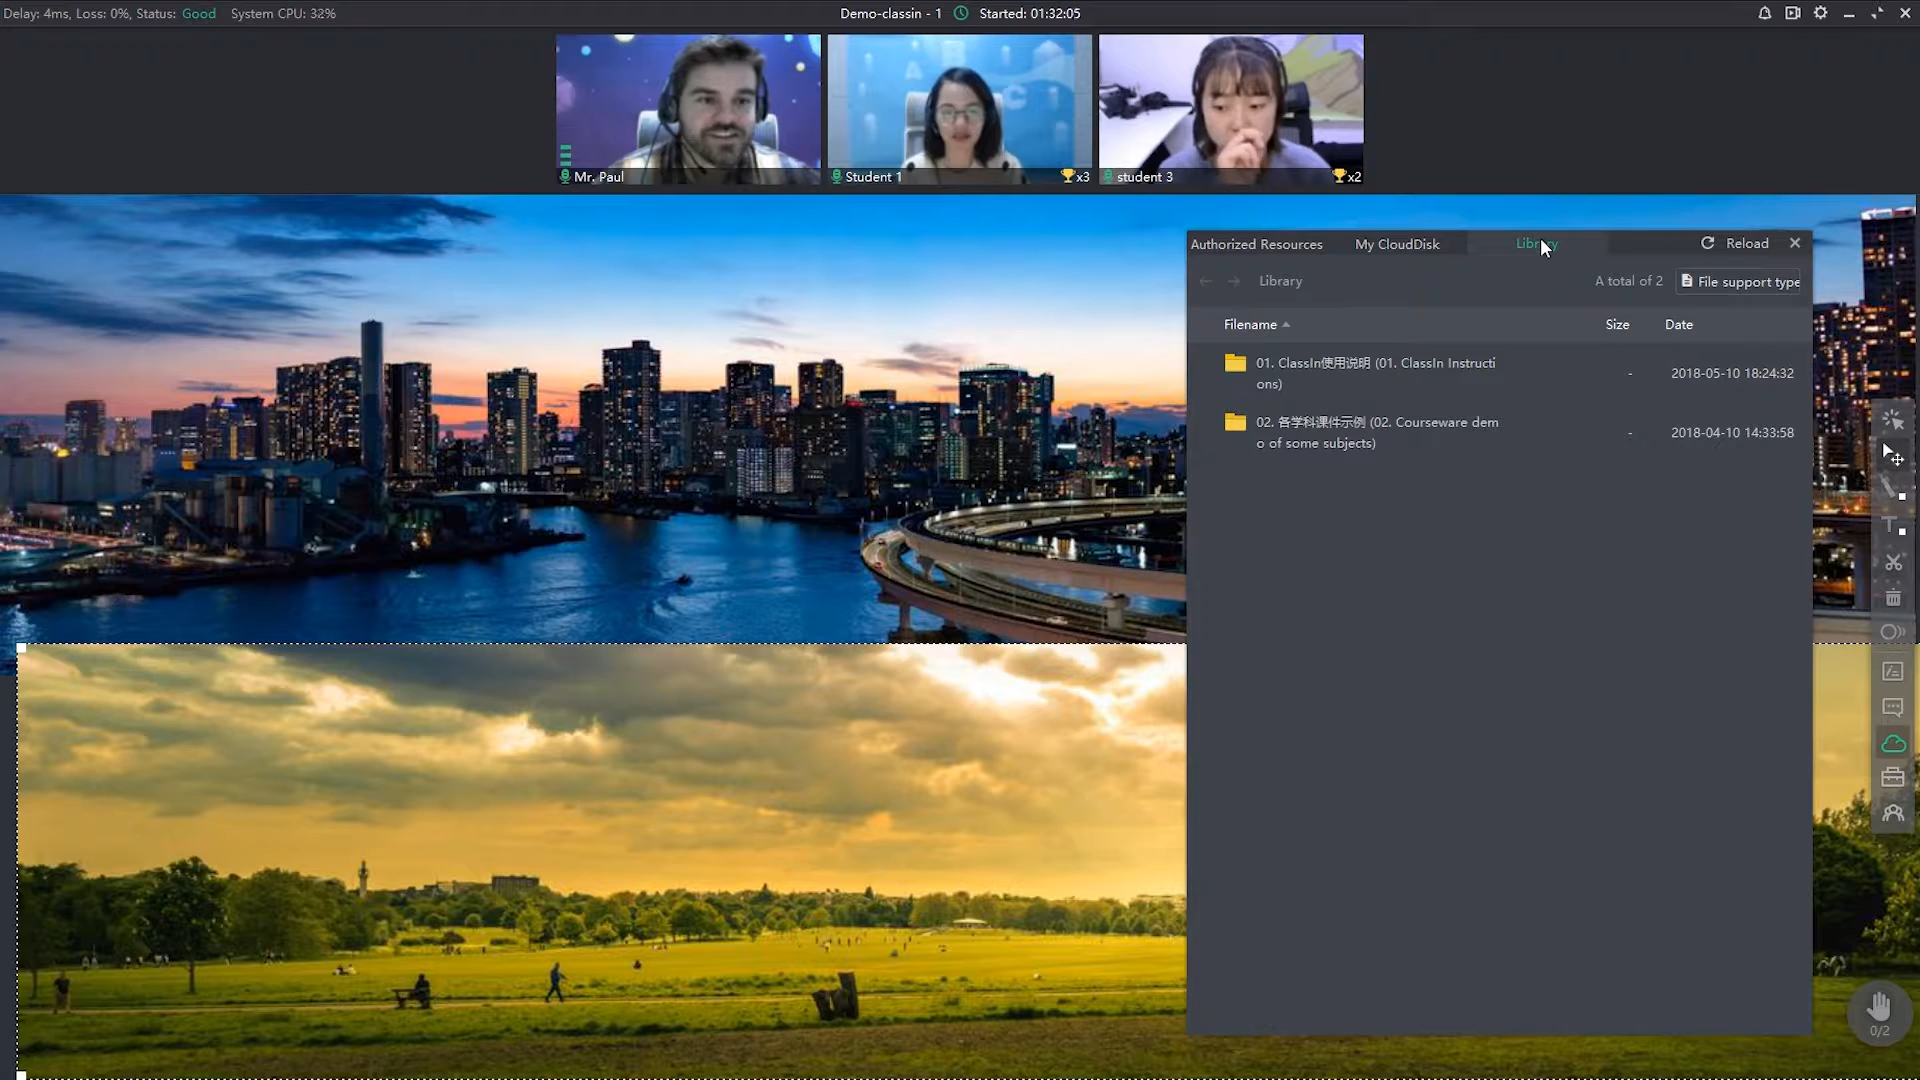 Delay: 4ms, Loss: 0%, Status: Good System CPU: 32%
Demo-classin - 1 Started: 01:32:05
Mr. Paul
Student 1
x3
student 3
x2
Authorized Resources
My CloudDisk
Library
Reload
Library
A total of 2
File support type
Filename
Size
Date
01. ClassIn使用说明 (01. ClassIn Instructi
ons)
-
2018-05-10 18:24:32
02. 各学科课件示例 (02. Courseware dem
o of some subjects)
-
2018-04-10 14:33:58
0/2